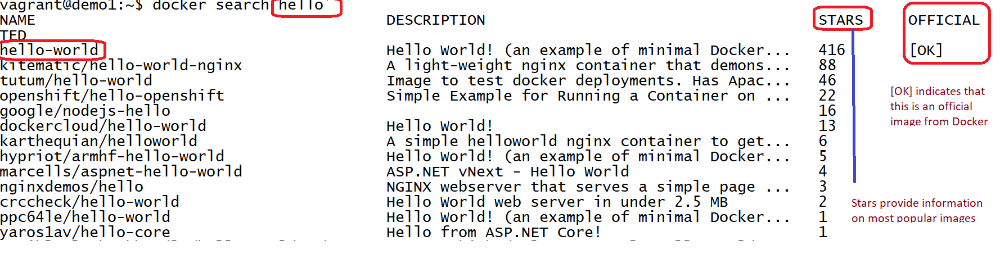 vagrant@demo1:~$ docker search hello
NAME DESCRIPTION STARS OFFICIAL
TED
hello-world Hello World! (an example of minimal Docker... 416 [OK]
kitematic/hello-world-nginx A light-weight nginx container that demons... 88
tutum/hello-world Image to test docker deployments. Has Apac... 46
openshift/hello-openshift Simple Example for Running a Container on ... 22
google/nodejs-hello 16
dockercloud/hello-world Hello World! 13
karthequian/helloworld A simple helloworld nginx container to get... 6
hypriot/armhf-hello-world Hello World! (an example of minimal Docker... 5
marcells/aspnet-hello-world ASP.NET vNext - Hello World 4
nginxdemos/hello NGINX webserver that serves a simple page ... 3
crccheck/hello-world Hello World web server in under 2.5 MB 2
ppc64le/hello-world Hello World! (an example of minimal Docker... 1
yaros1av/hello-core Hello from ASP.NET Core! 1
[OK] indicates that
this is an official
image from Docker
Stars provide information
on most popular images